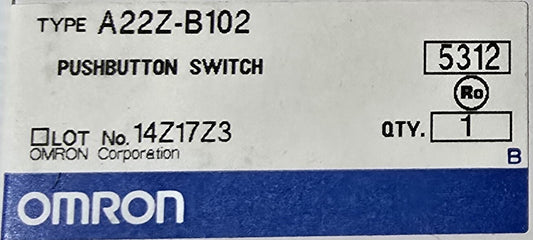 TYPE A22Z-B102
PUSHBUTTON SWITCH
5312
Ro
LOT No. 14Z17Z3
QTY. 1
OMRON Corporation
B
OMRON